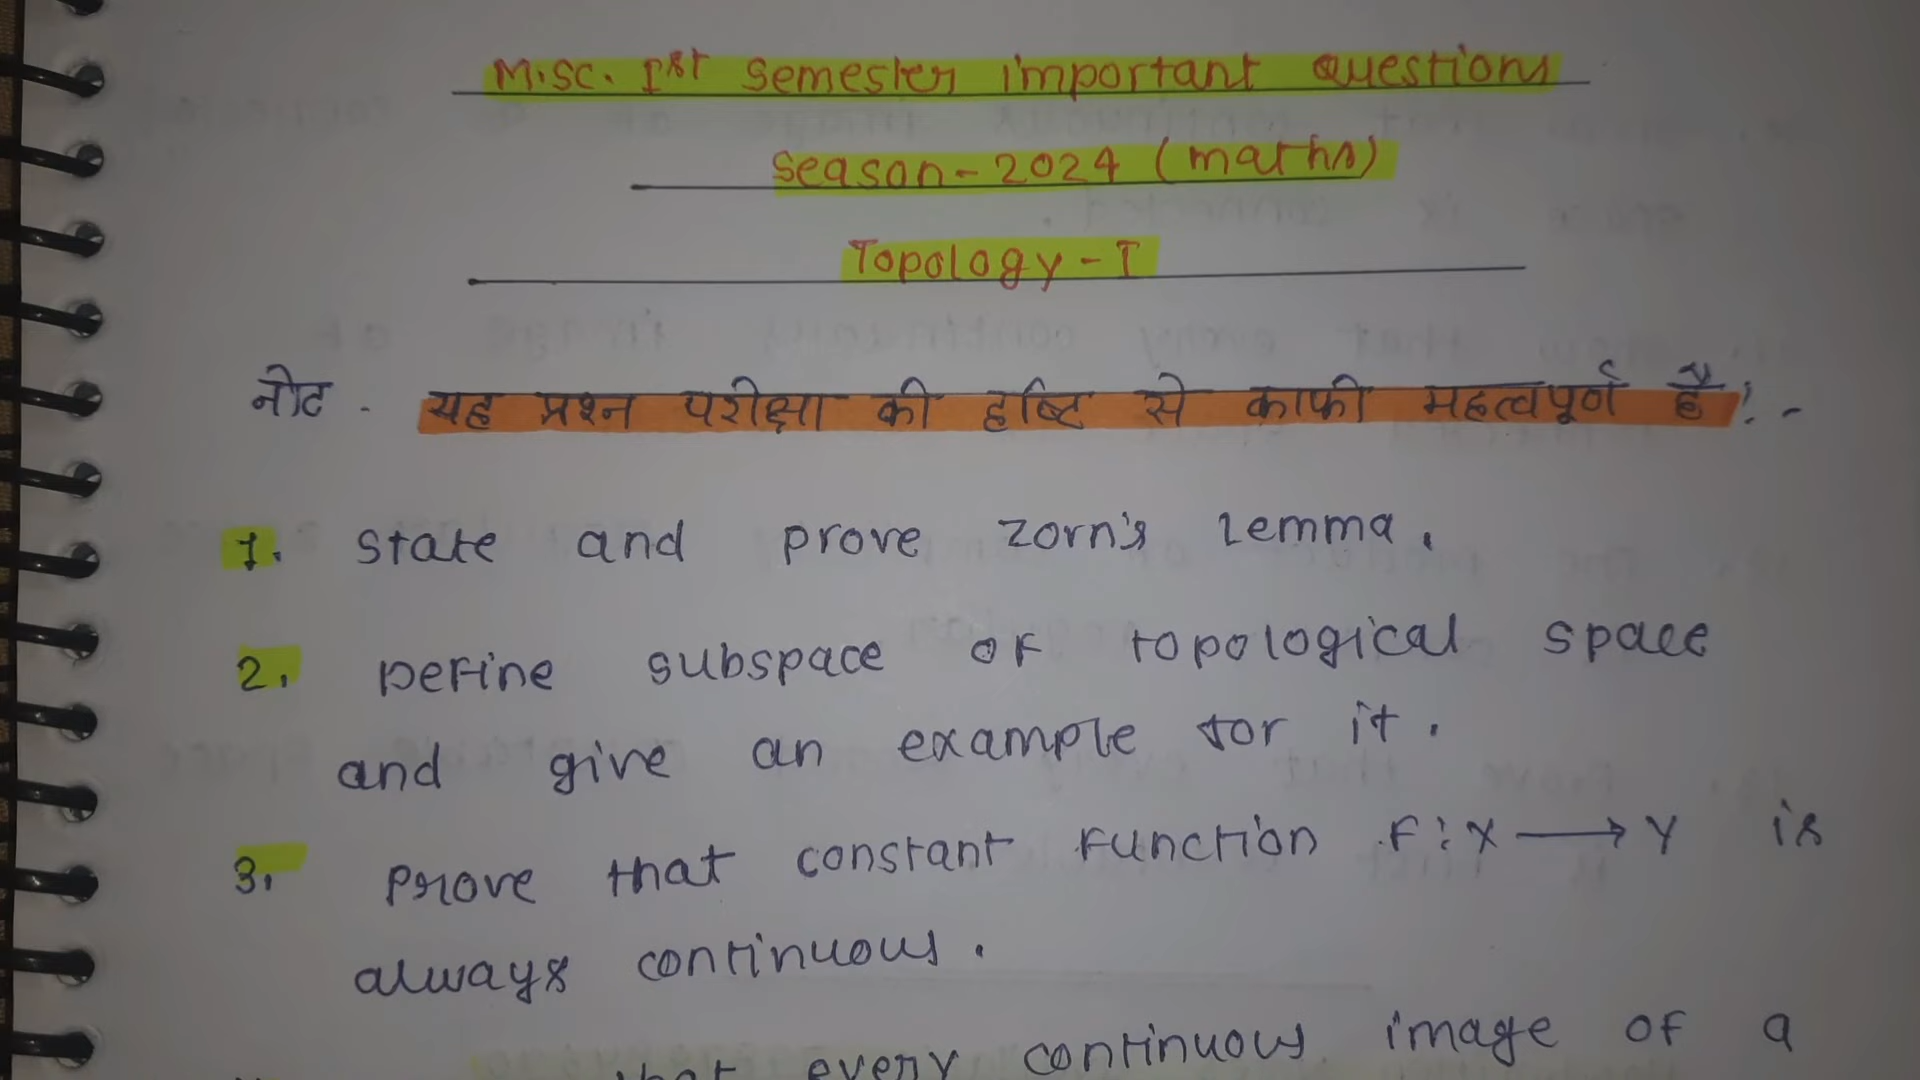 M.Sc. Ist semester important questions
Season-2024 (maths)
Topology-I
नोट - यह प्रश्न परीक्षा की दृष्टि से काफी महत्वपूर्ण है! -
1. state and prove zorn's lemma.
2. Define subspace of topological space
and give an example for it.
3. prove that constant function f: X → Y is
always continuous.
that every continuous image of a